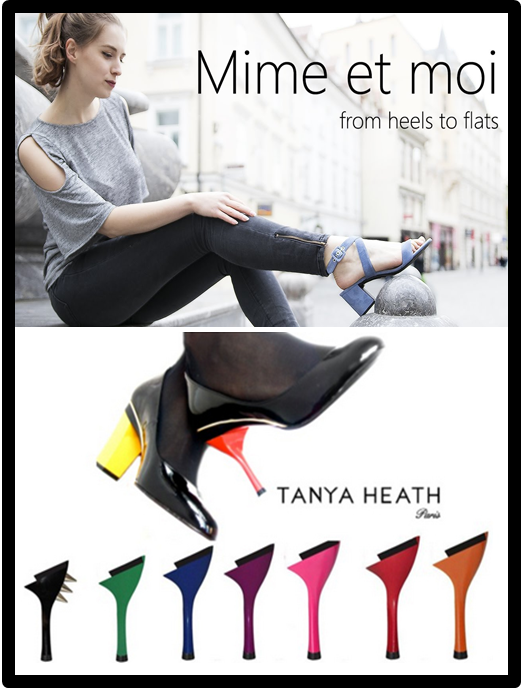 Mime et moi
from heels to flats
TANYA HEATH
Paris